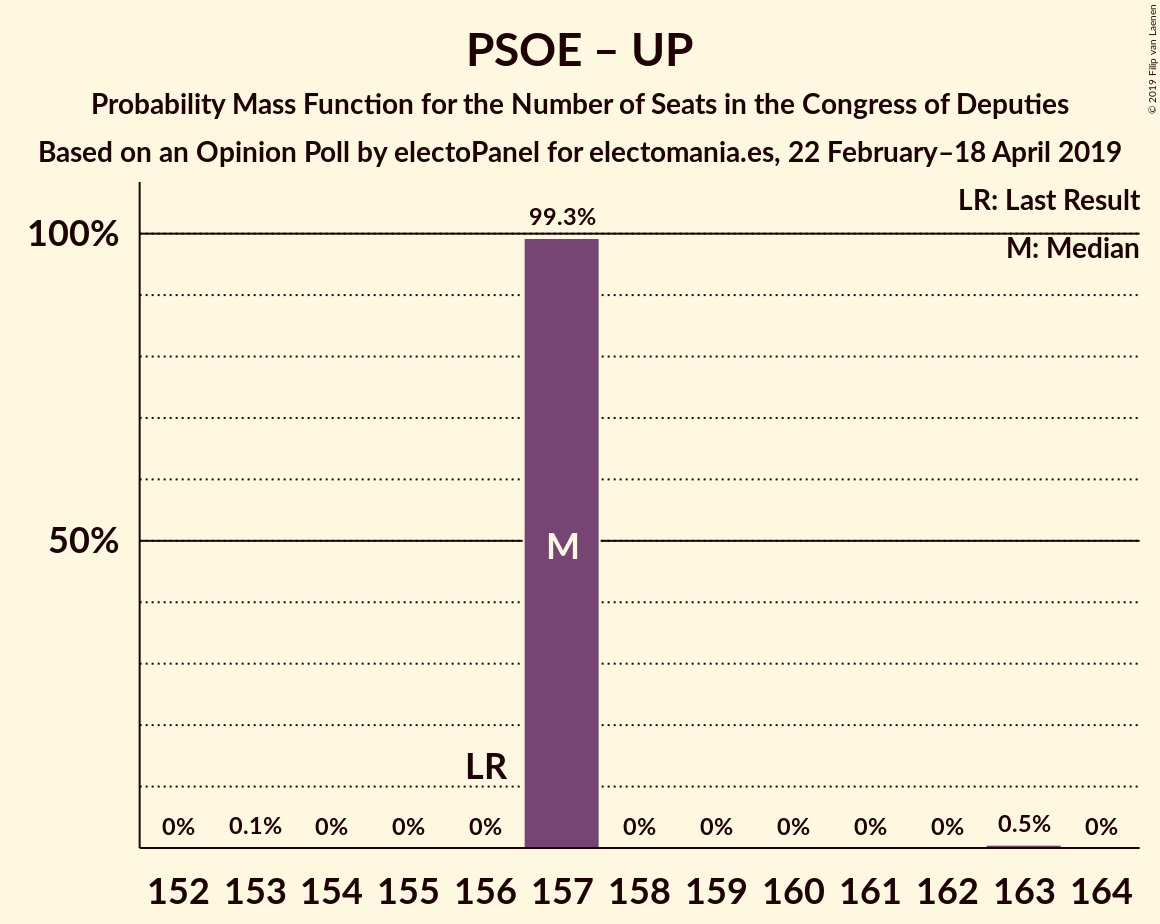 PSOE – UP
Probability Mass Function for the Number of Seats in the Congress of Deputies
Based on an Opinion Poll by electoPanel for electomania.es, 22 February–18 April 2019
© 2019 Filip van Laenen
LR: Last Result
M: Median
99.3%
100%
50%
M
LR
0% 0.1% 0% 0% 0% 0% 0% 0% 0% 0% 0.5% 0%
152 153 154 155 156 157 158 159 160 161 162 163 164